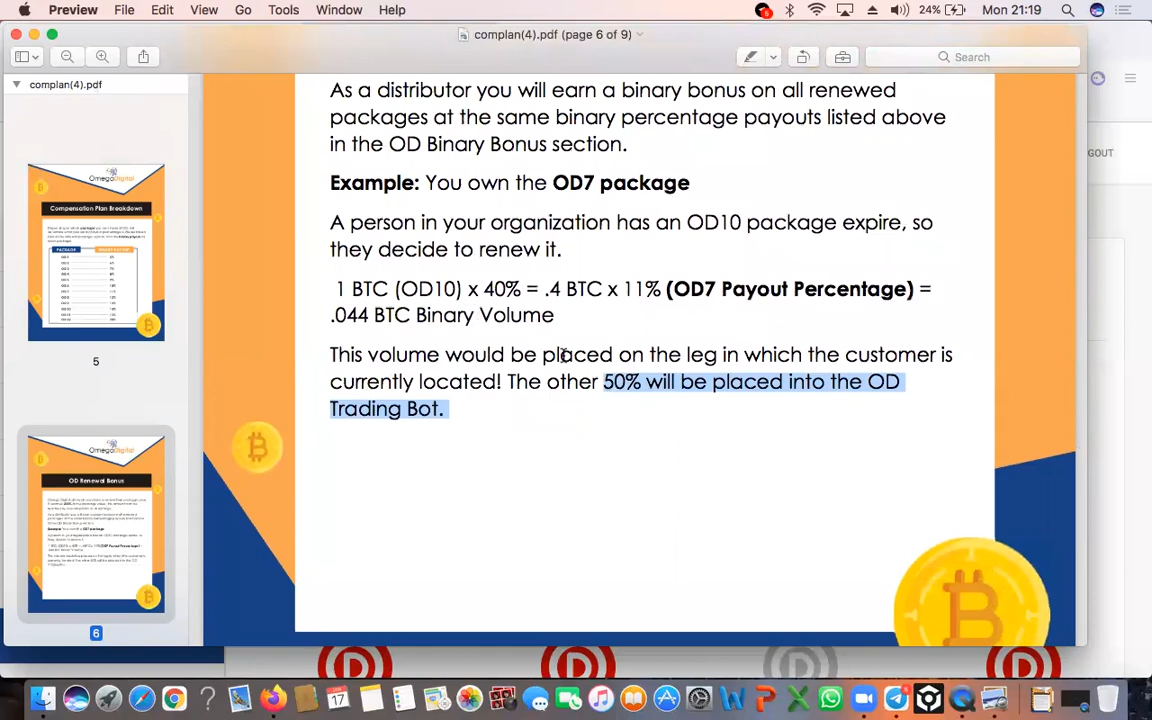 Preview File Edit View Go Tools Window Help 24% Mon 21:19
complan(4).pdf (page 6 of 9)
Search
complan(4).pdf
OmegaDigital
Compensation Plan Breakdown
PACKAGE
5
OmegaDigital
OD Renewal Bonus
6
As a distributor you will earn a binary bonus on all renewed
packages at the same binary percentage payouts listed above
in the OD Binary Bonus section.
Example: You own the OD7 package
A person in your organization has an OD10 package expire, so
they decide to renew it.
1 BTC (OD10) x 40% = .4 BTC x 11% (OD7 Payout Percentage) =
.044 BTC Binary Volume
This volume would be placed on the leg in which the customer is
currently located! The other 50% will be placed into the OD
Trading Bot.
OGOUT
17